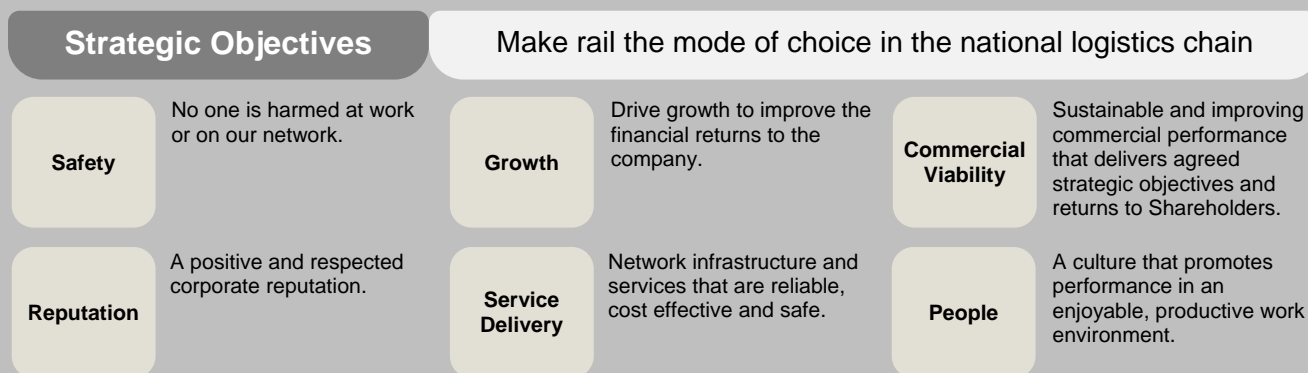 Strategic Objectives
Make rail the mode of choice in the national logistics chain
Safety
No one is harmed at work
or on our network.
Growth
Drive growth to improve the
financial returns to the
company.
Commercial
Viability
Sustainable and improving
commercial performance
that delivers agreed
strategic objectives and
returns to Shareholders.
Reputation
A positive and respected
corporate reputation.
Service
Delivery
Network infrastructure and
services that are reliable,
cost effective and safe.
People
A culture that promotes
performance in an
enjoyable, productive work
environment.